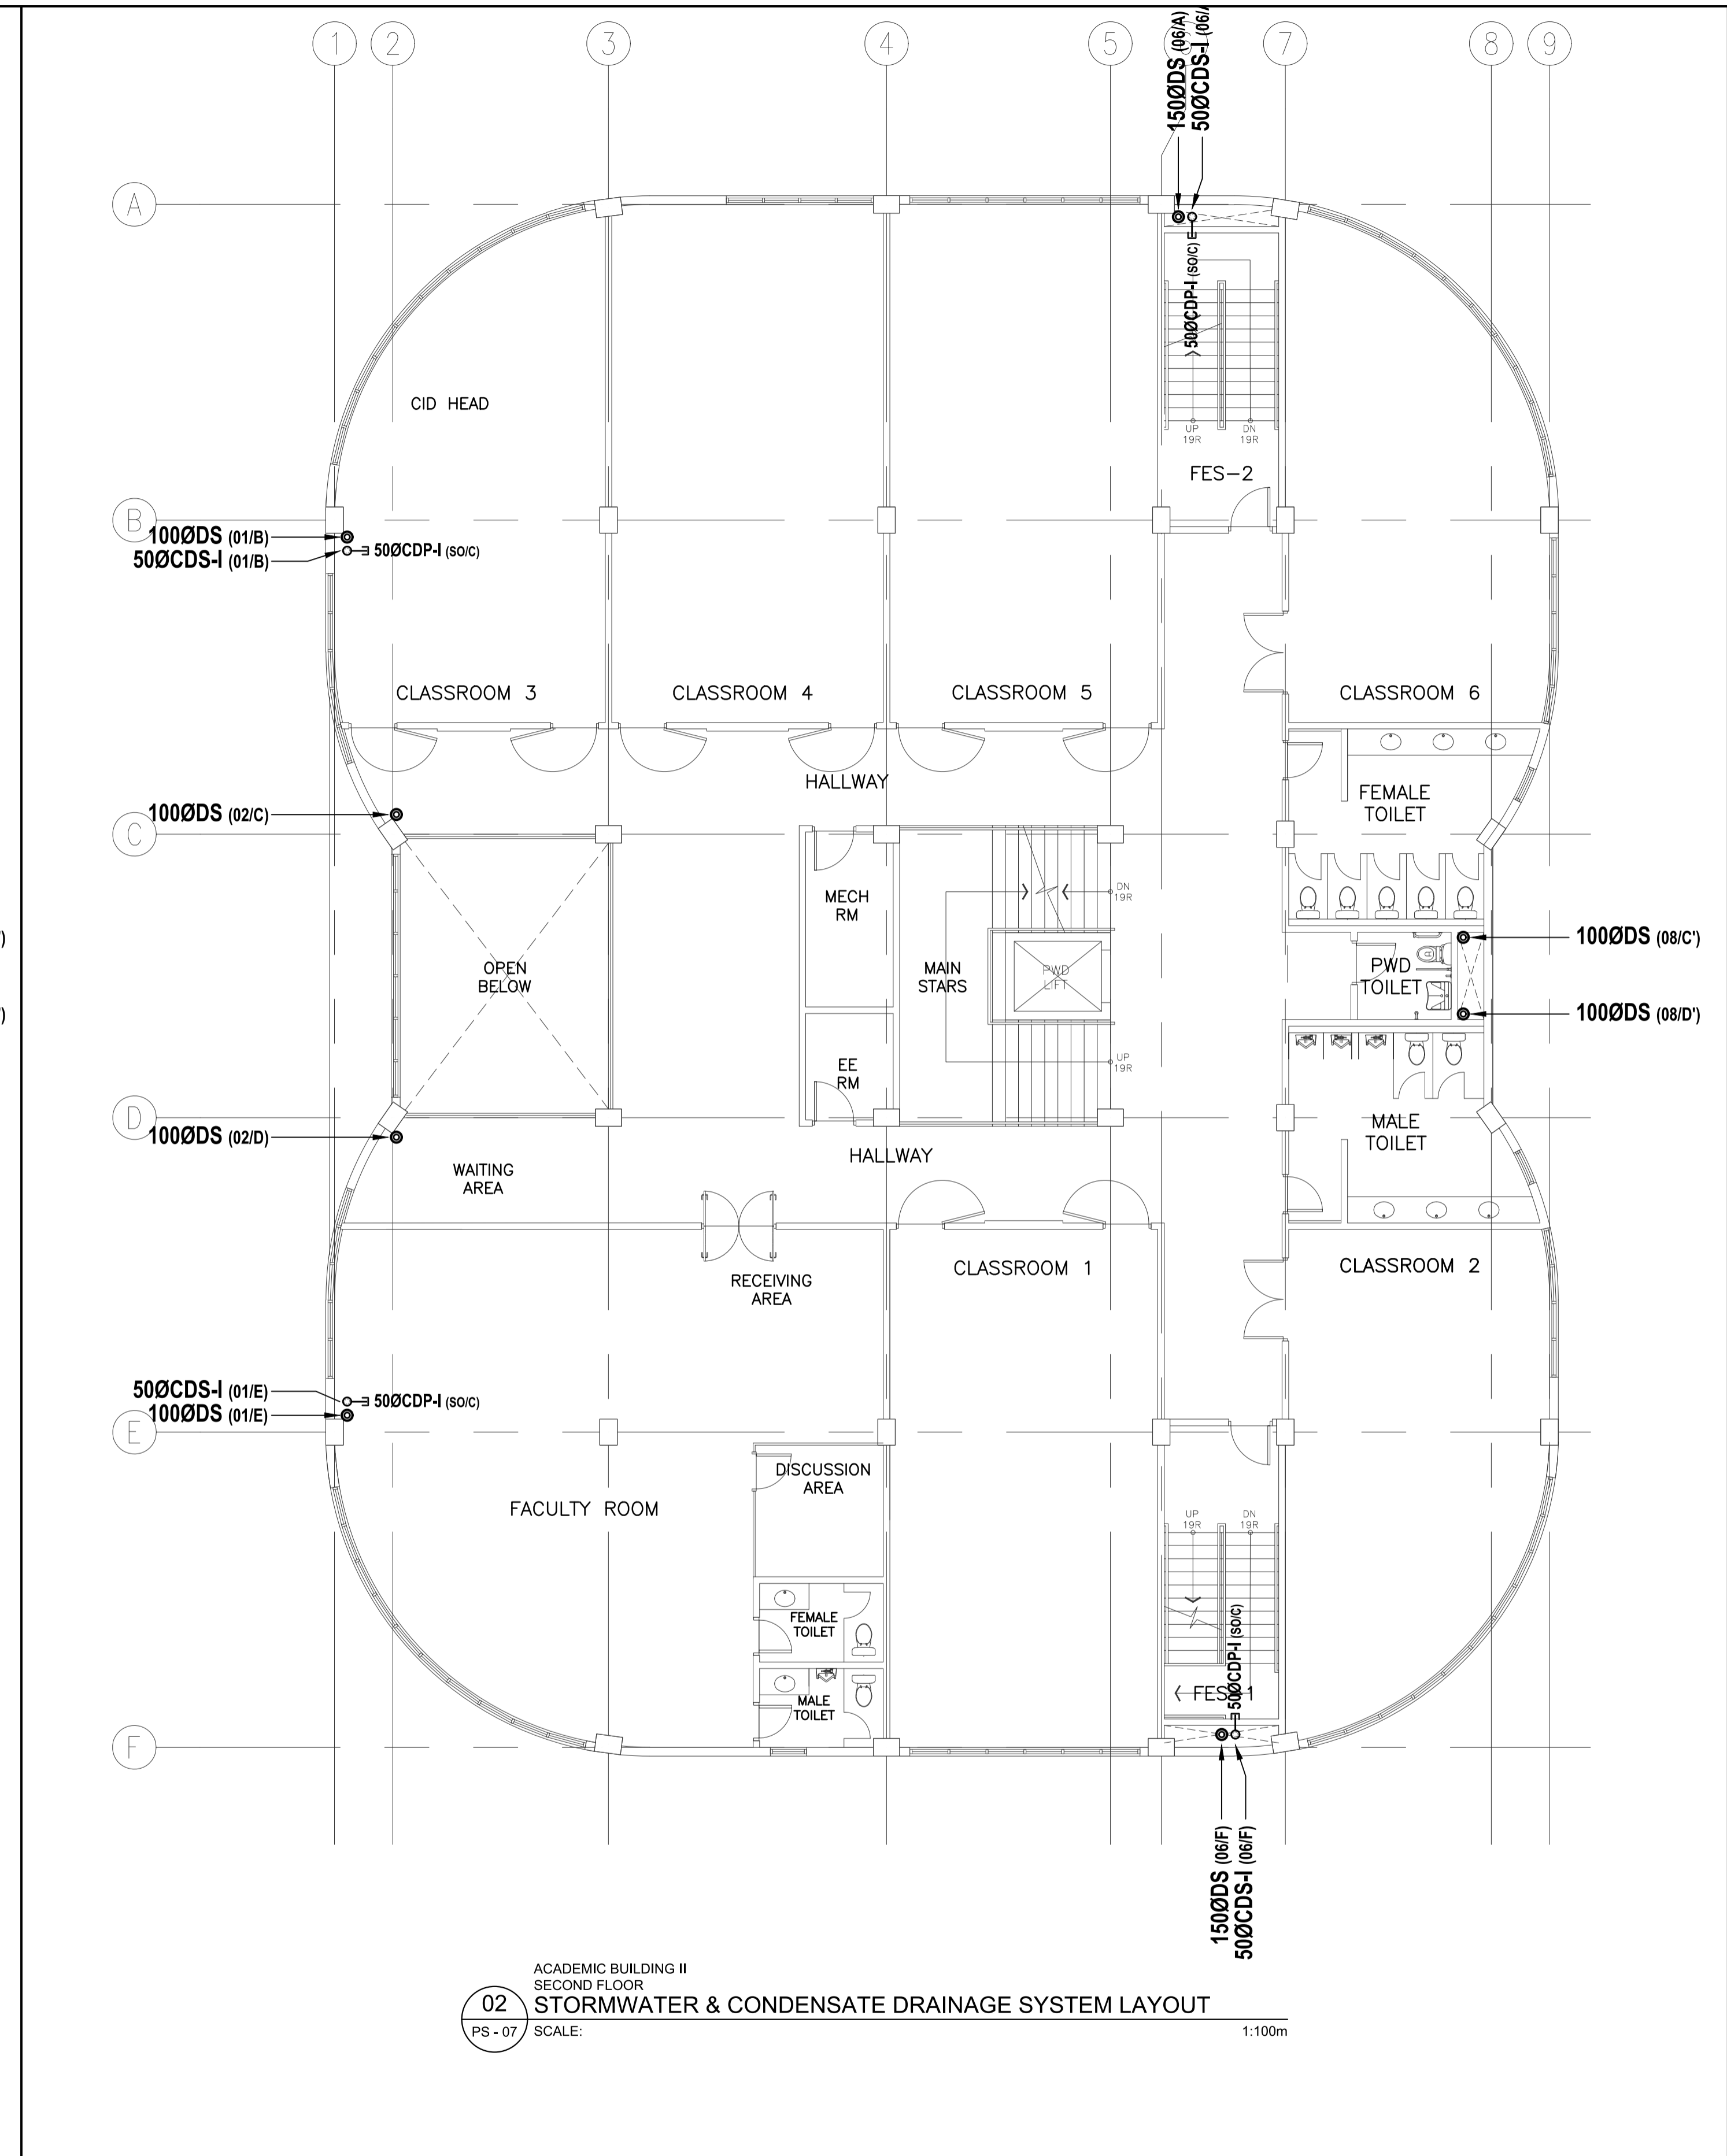 1
2
3
4
5
7
8
9
150ØDS (06/A)
50ØCDS-I (06/A
A
50ØCDP-I (SO/C)
CID HEAD
UP
19R
DN
19R
FES-2
B
100ØDS (01/B)
50ØCDS-I (01/B)
50ØCDP-I (SO/C)
CLASSROOM 3
CLASSROOM 4
CLASSROOM 5
CLASSROOM 6
HALLWAY
FEMALE
TOILET
100ØDS (02/C)
C
MECH
RM
DN
19R
')
100ØDS (08/C')
OPEN
BELOW
MAIN
STARS
PWD
LIFT
PWD
TOILET
')
100ØDS (08/D')
EE
RM
UP
19R
D
100ØDS (02/D)
MALE
TOILET
HALLWAY
WAITING
AREA
RECEIVING
AREA
CLASSROOM 1
CLASSROOM 2
50ØCDS-I (01/E)
50ØCDP-I (SO/C)
100ØDS (01/E)
E
DISCUSSION
AREA
FACULTY ROOM
UP
19R
DN
19R
FEMALE
TOILET
50ØCDP-I (SO/C)
MALE
TOILET
FES-1
F
150ØDS (06/F)
50ØCDS-I (06/F)
ACADEMIC BUILDING II
SECOND FLOOR
02
STORMWATER & CONDENSATE DRAINAGE SYSTEM LAYOUT
PS - 07
SCALE:
1:100m